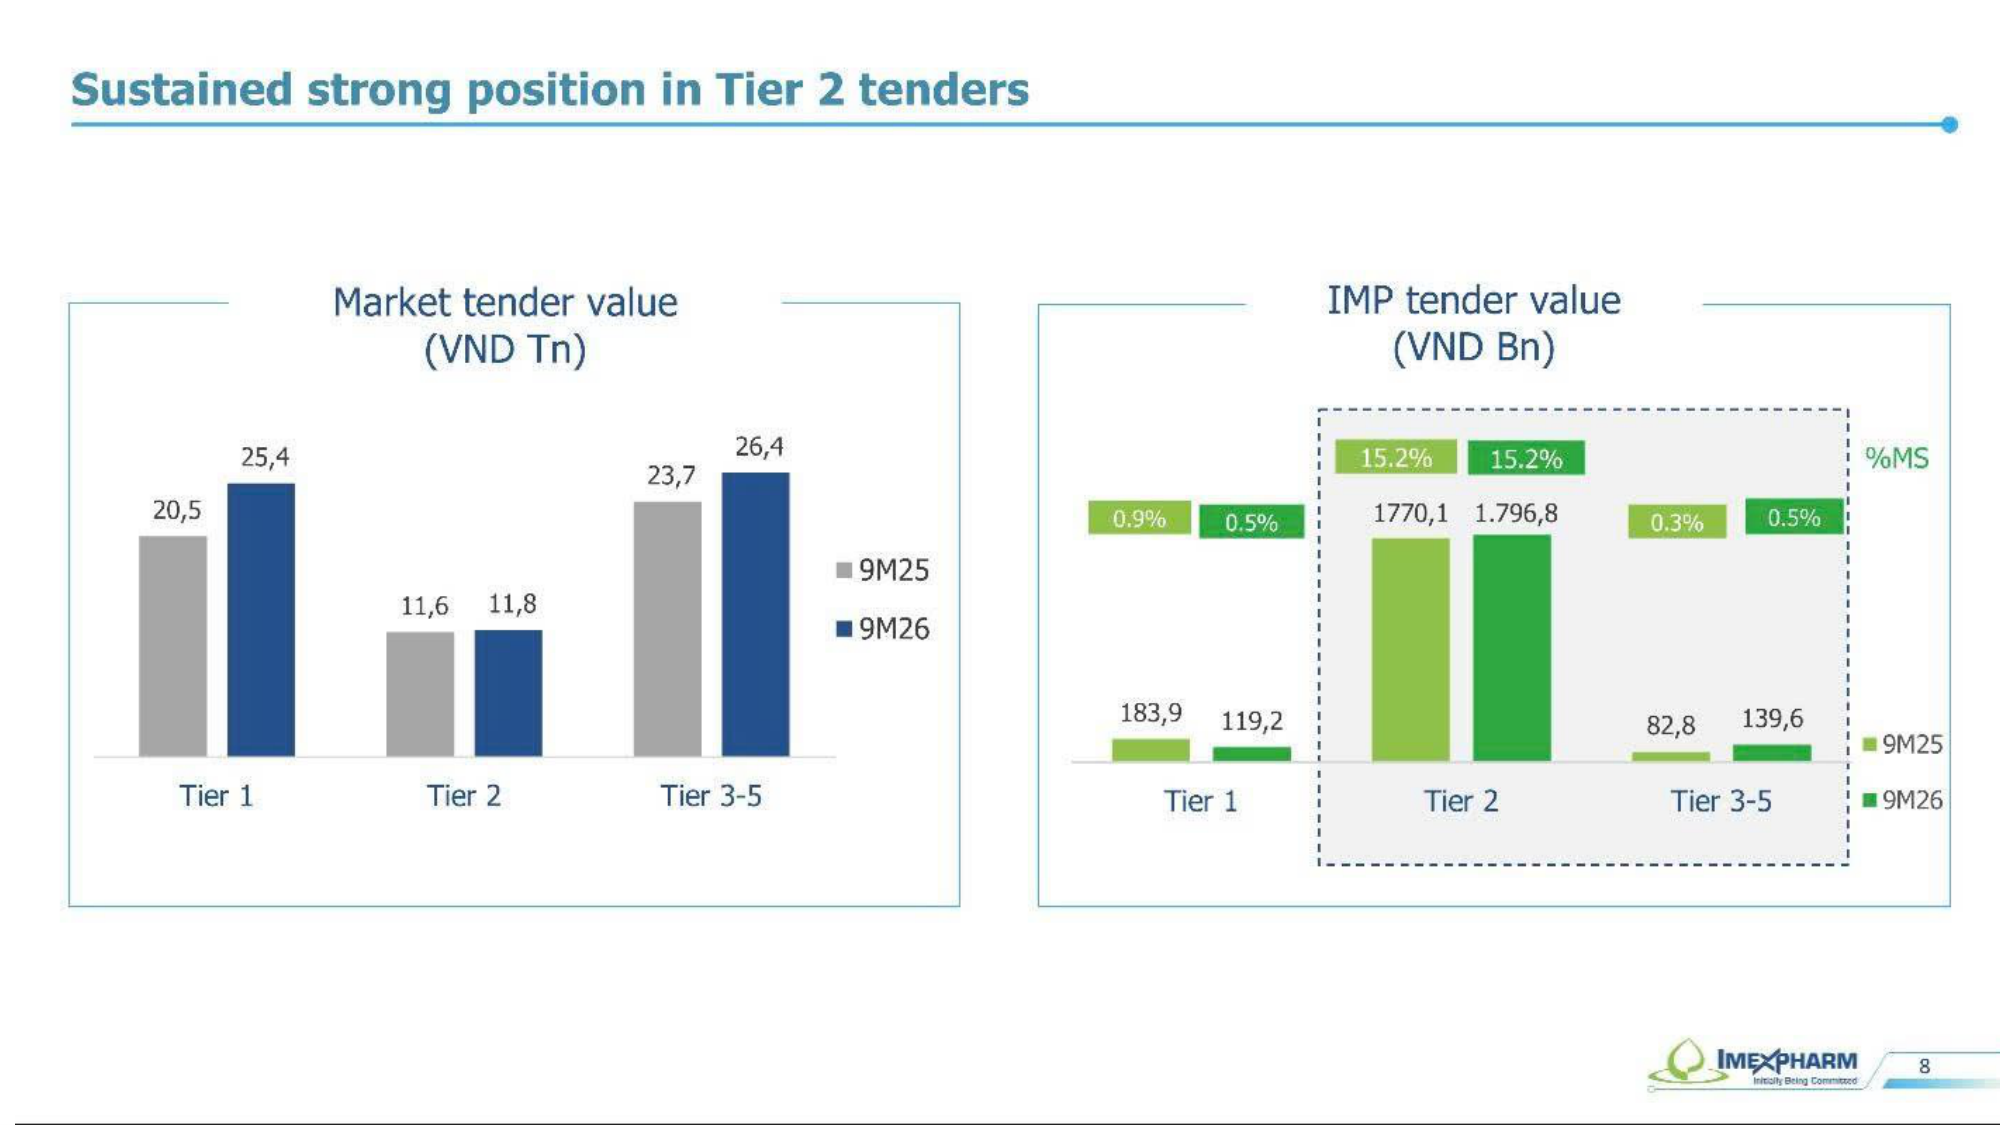 Sustained strong position in Tier 2 tenders
Market tender value
(VND Tn)
20,5
25,4
11,6
11,8
23,7
26,4
9M25
9M26
Tier 1
Tier 2
Tier 3-5
IMP tender value
(VND Bn)
%MS
0.9%
0.5%
15.2%
15.2%
0.3%
0.5%
183,9
119,2
1770,1
1.796,8
82,8
139,6
9M25
9M26
Tier 1
Tier 2
Tier 3-5
IMEXPHARM
Initially Being Committed
8